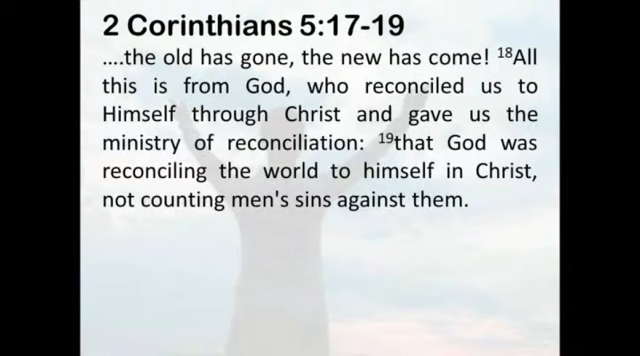 2 Corinthians 5:17-19
....the old has gone, the new has come! ¹⁸All
this is from God, who reconciled us to
Himself through Christ and gave us the
ministry of reconciliation: ¹⁹that God was
reconciling the world to himself in Christ,
not counting men's sins against them.